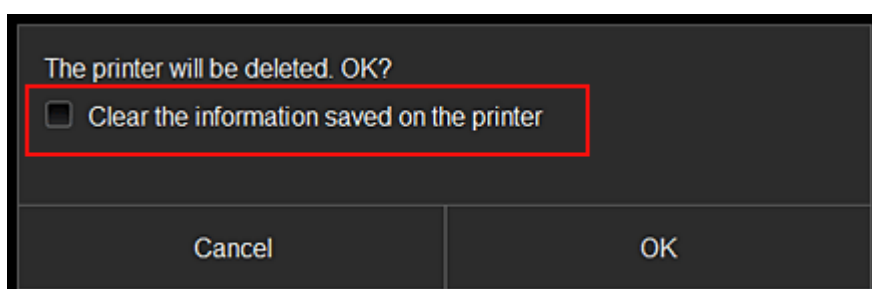 The printer will be deleted. OK?
Clear the information saved on the printer
Cancel
OK